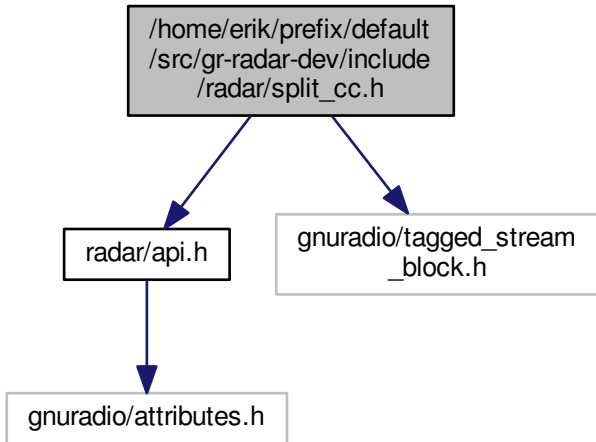 /home/erik/prefix/default
/src/gr-radar-dev/include
/radar/split_cc.h
radar/api.h
gnuradio/tagged_stream
_block.h
gnuradio/attributes.h